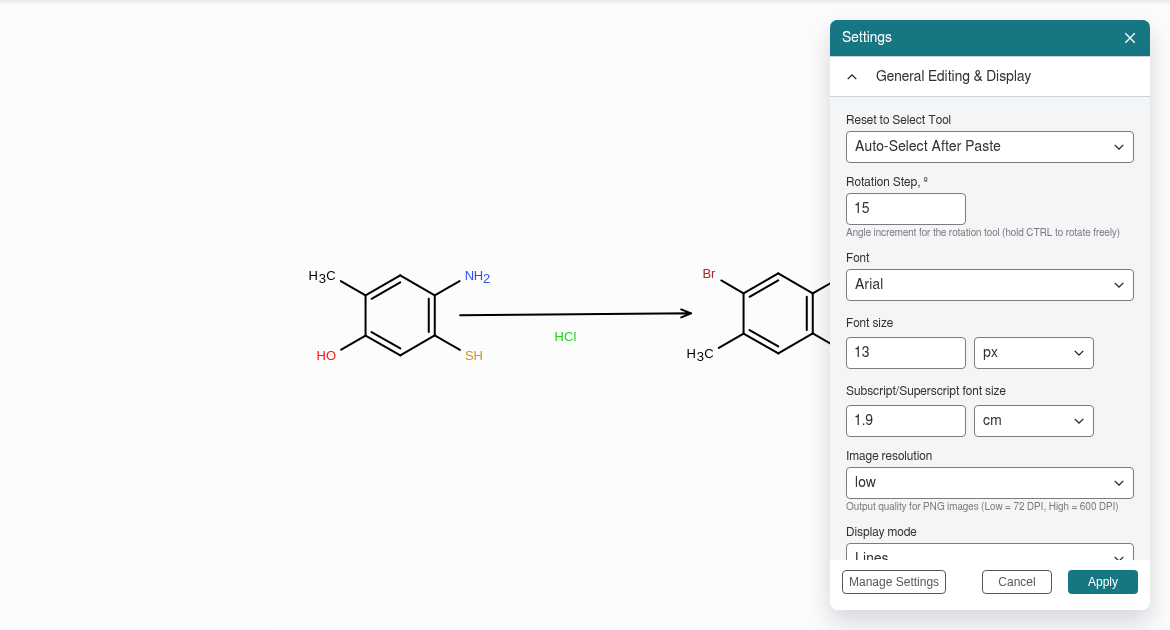 Settings
General Editing & Display
Reset to Select Tool
Auto-Select After Paste
Rotation Step, º
15
Angle increment for the rotation tool (hold CTRL to rotate freely)
Font
Arial
Font size
13 px
Subscript/Superscript font size
1.9 cm
Image resolution
low
Output quality for PNG images (Low = 72 DPI, High = 600 DPI)
Display mode
Lines
Manage Settings Cancel Apply
H3C NH2
HO SH
HCl
Br
H3C